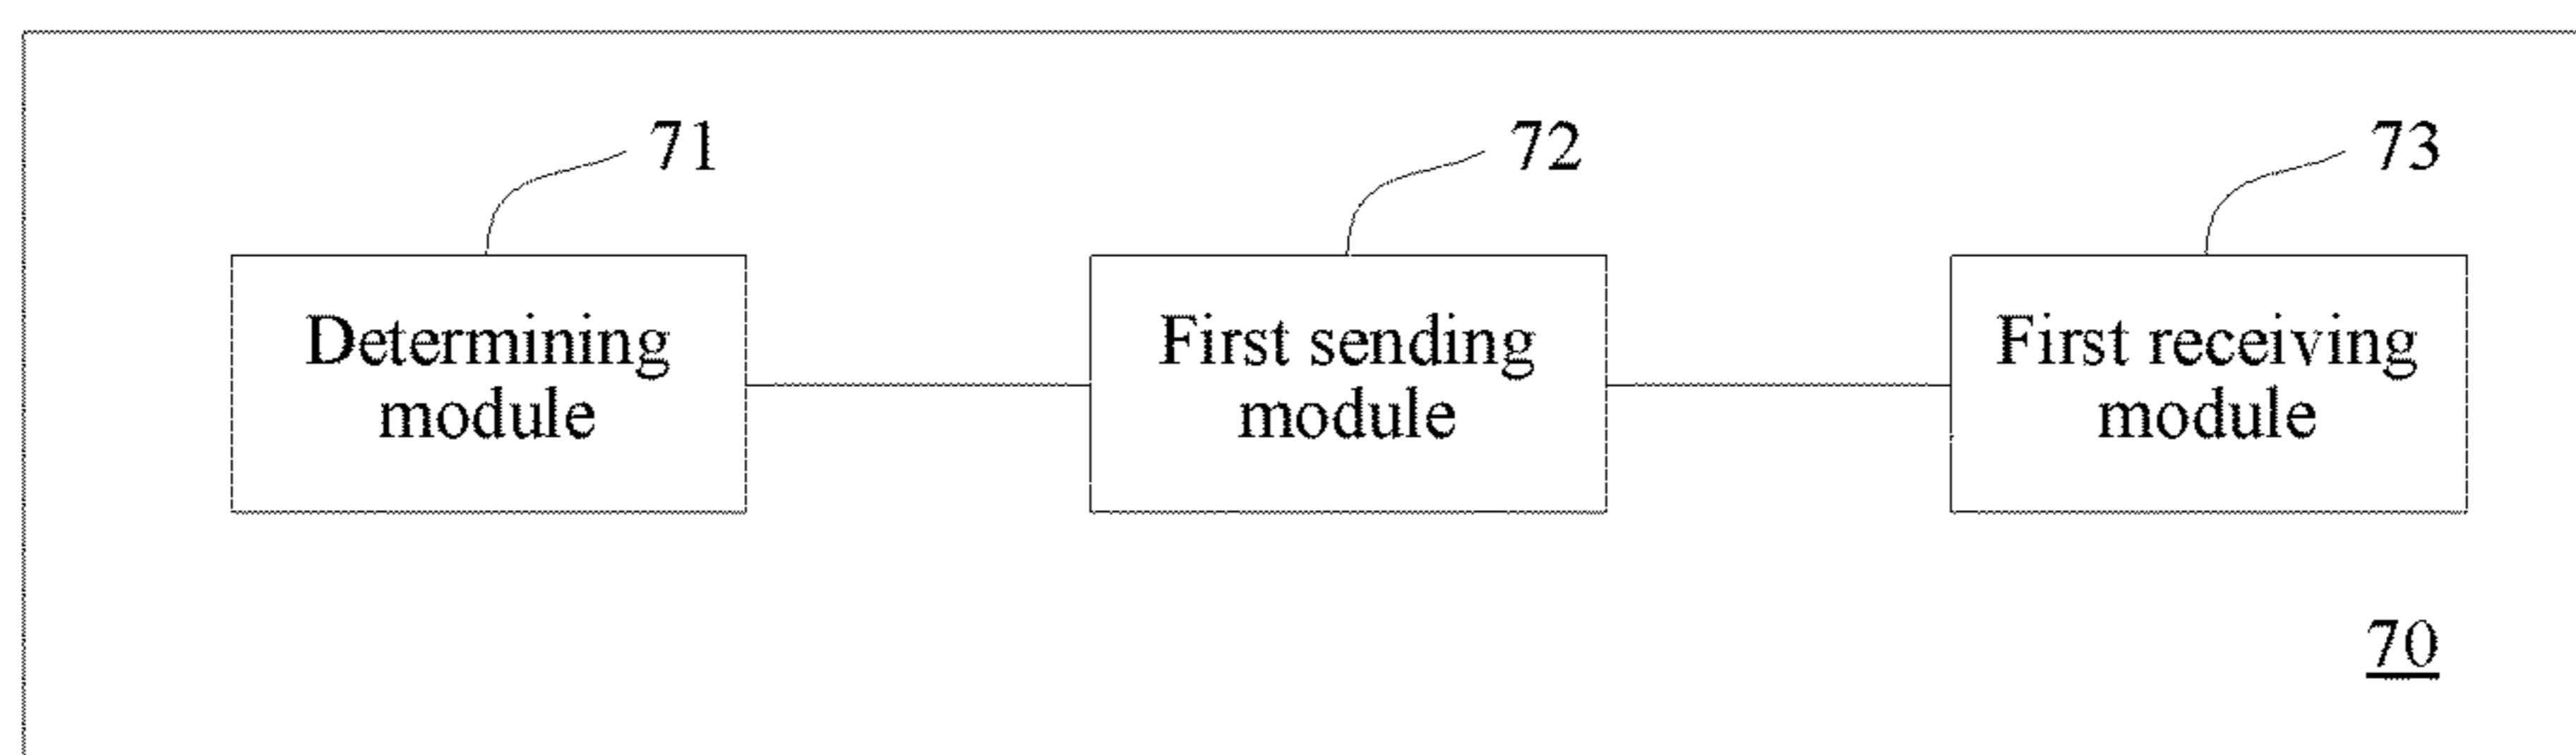 71
72
73
Determining
module
First sending
module
First receiving
module
70